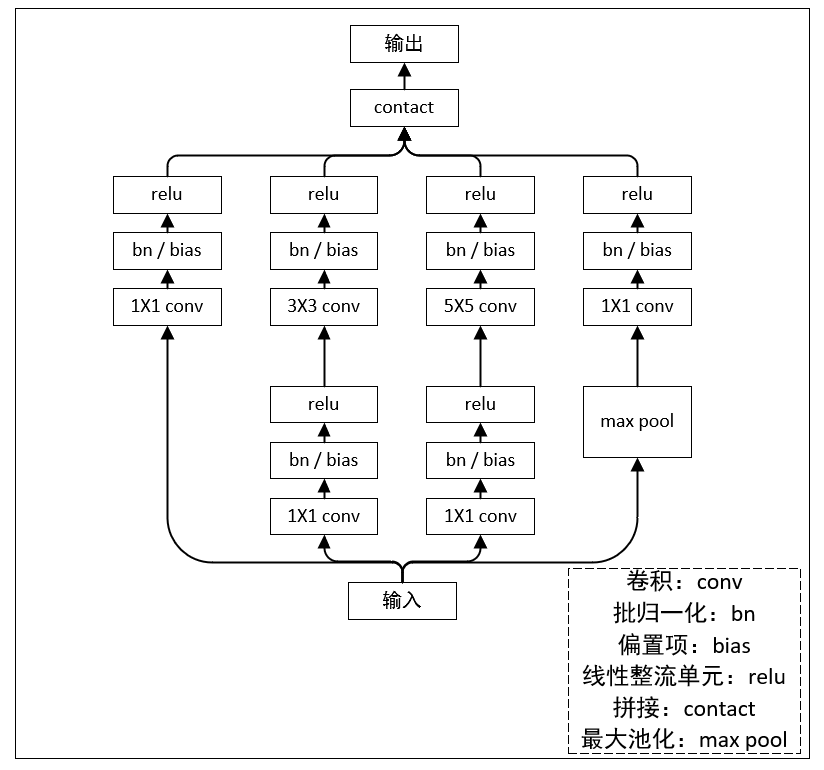 输出
contact
relu relu relu relu
bn / bias bn / bias bn / bias bn / bias
1X1 conv 3X3 conv 5X5 conv 1X1 conv
relu relu max pool
bn / bias bn / bias
1X1 conv 1X1 conv
输入
卷积：conv
批归一化：bn
偏置项：bias
线性整流单元：relu
拼接：contact
最大池化：max pool